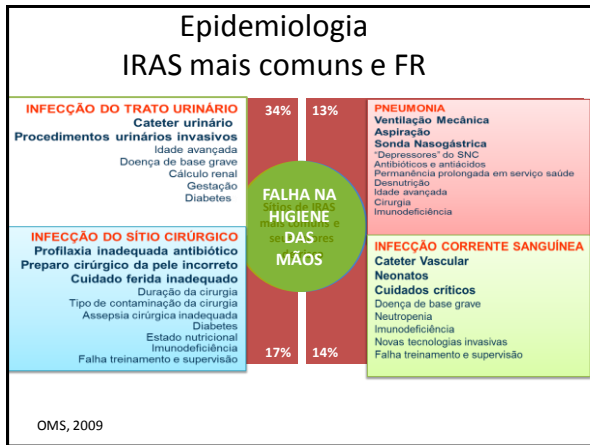 Epidemiologia
IRAS mais comuns e FR
INFECÇÃO DO TRATO URINÁRIO
Cateter urinário
Procedimentos urinários invasivos
Idade avançada
Doença de base grave
Cálculo renal
Gestação
Diabetes
34%
13%
PNEUMONIA
Ventilação Mecânica
Aspiração
Sonda Nasogástrica
“Depressores” do SNC
Antibióticos e antiácidos
Permanência prolongada em serviço saúde
Desnutrição
Idade avançada
Cirurgia
Imunodeficiência
FALHA NA
HIGIENE
DAS
MÃOS
Sítios de IRAS
mais comuns e
INFECÇÃO DO SÍTIO CIRÚRGICO
Profilaxia inadequada antibiótico
Preparo cirúrgico da pele incorreto
Cuidado ferida inadequado
Duração da cirurgia
Tipo de contaminação da cirurgia
Assepsia cirúrgica inadequada
Diabetes
Estado nutricional
Imunodeficiência
Falha treinamento e supervisão
17%
14%
INFECÇÃO CORRENTE SANGUÍNEA
Cateter Vascular
Neonatos
Cuidados críticos
Doença de base grave
Neutropenia
Imunodeficiência
Novas tecnologias invasivas
Falha treinamento e supervisão
OMS, 2009